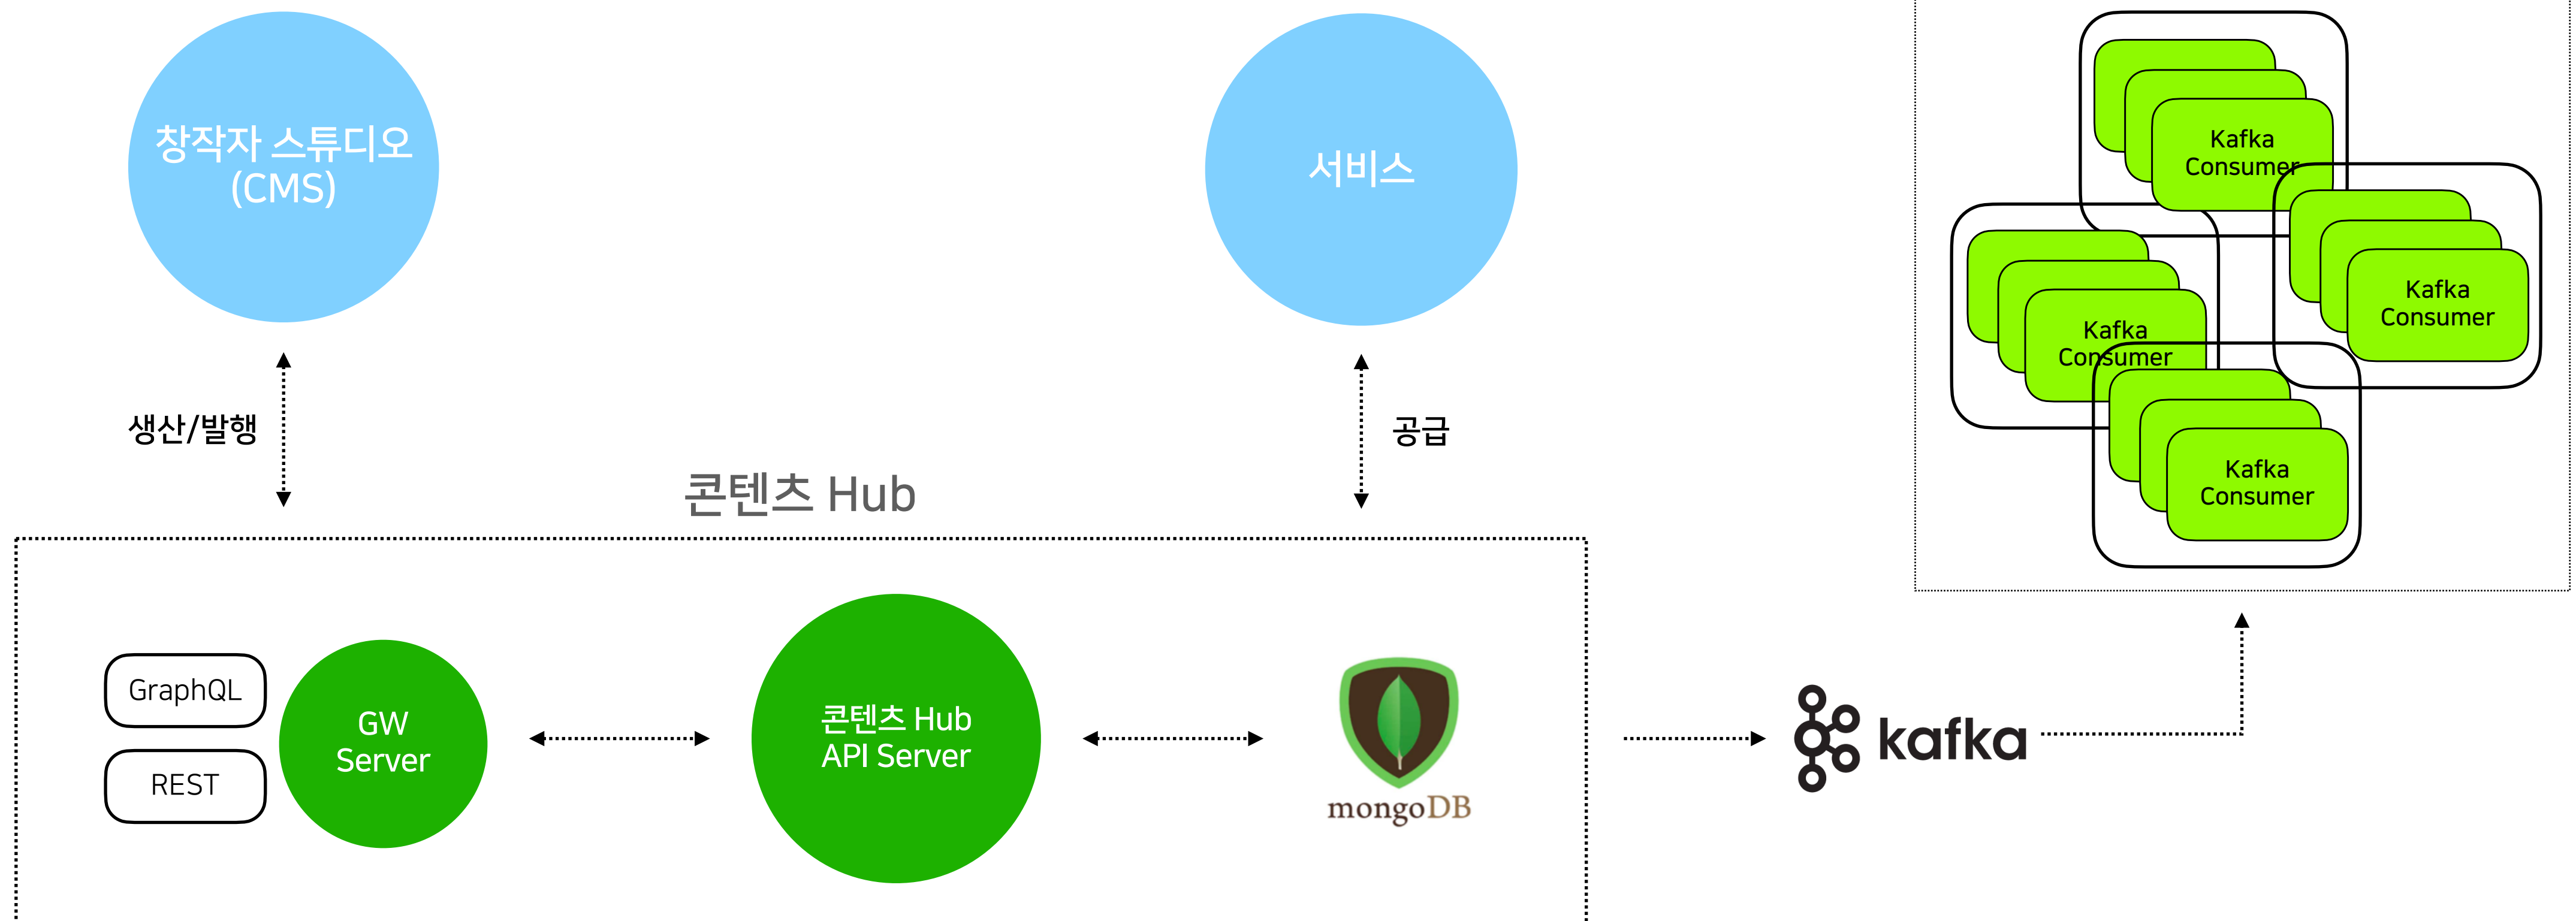 창작자 스튜디오
(CMS)
서비스
Kafka
Consumer
Kafka
Consumer
Kafka
Consumer
Kafka
Consumer
생산/발행
공급
콘텐츠 Hub
GraphQL
REST
GW
Server
콘텐츠 Hub
API Server
mongoDB
kafka